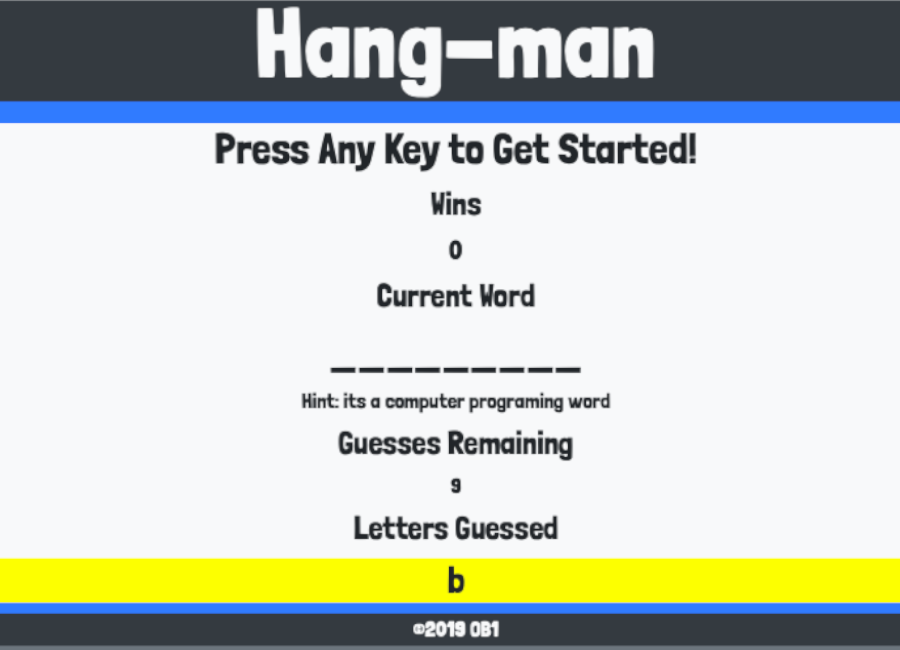 Hang-man
Press Any Key to Get Started!
Wins
0
Current Word
_________
Hint: its a computer programing word
Guesses Remaining
9
Letters Guessed
b
©2019 OB1